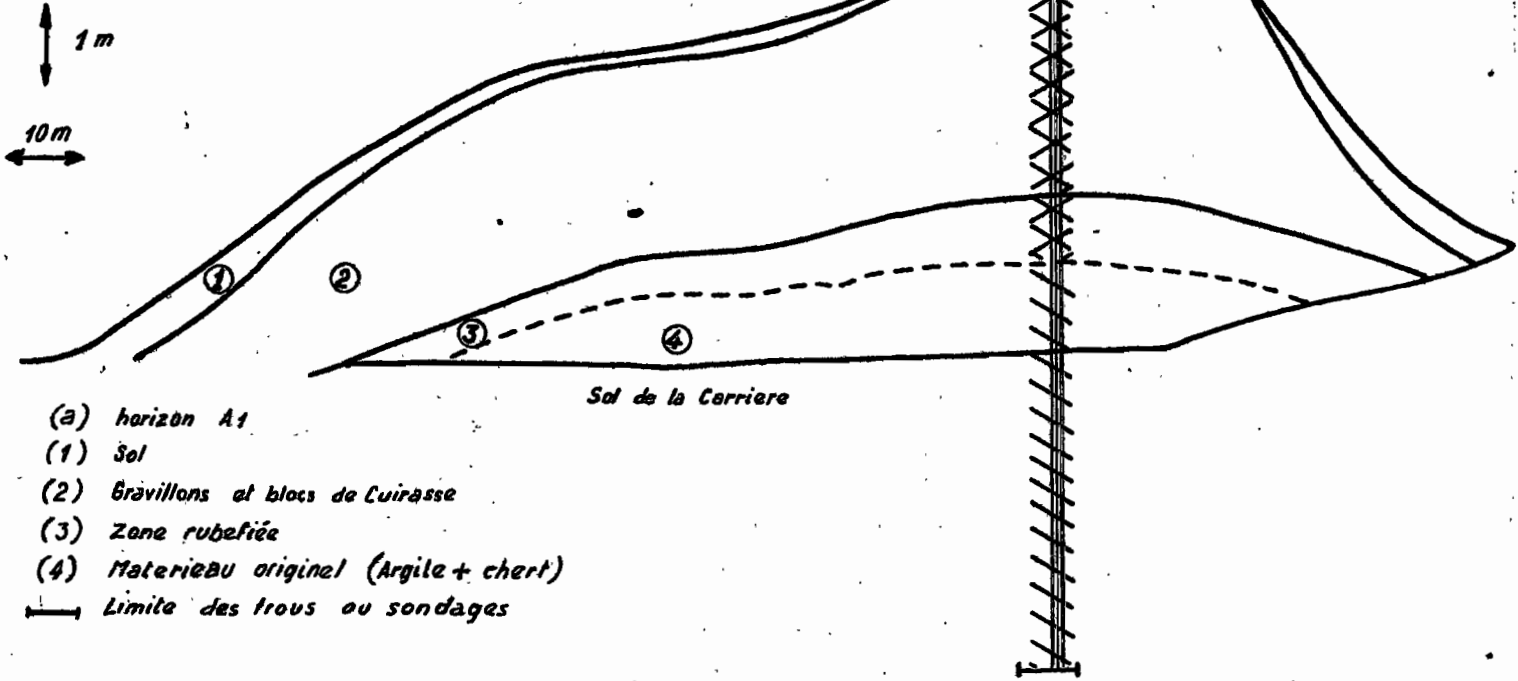 1 m
10 m
1
2
3
4
Sol de la Carriere
(a) horizon A1
(1) Sol
(2) Gravillons et blocs de Cuirasse
(3) Zone rubefiée
(4) Materieau originel (Argile + chert)
Limite des trous ou sondages